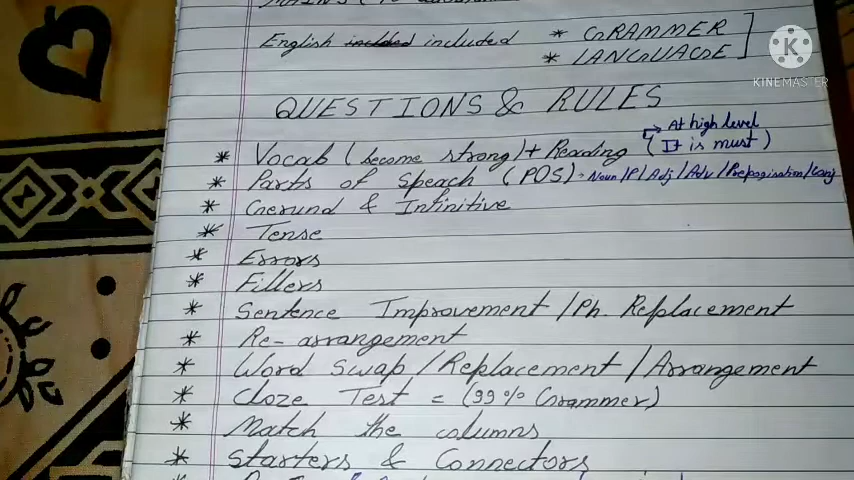 English included included * GRAMMER
* LANGUAGE
K
KINEMASTER
QUESTIONS & RULES
→ At high level
* Vocab (become strong) + Reading (It is must)
* Parts of Speach (POS) - Noun/P/Adj/Adv/Prepogisation/Conj
* Gerund & Infinitive
* Tense
* Errors
* Fillers
* Sentence Improvement / Ph. Replacement
* Re-arrangement
* Word Swap / Replacement / Arrangement
* Cloze Test = (99% Grammer)
* Match the columns
* Starters & Connectors